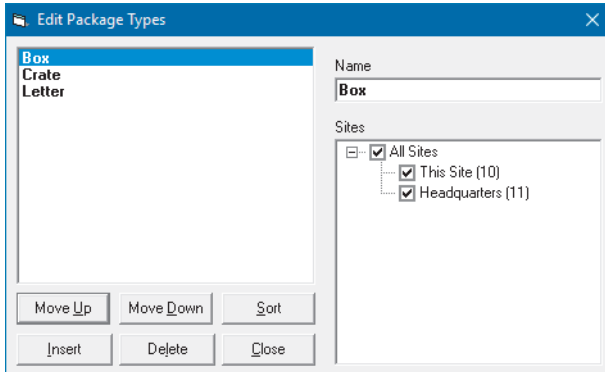 Edit Package Types
Box
Crate
Letter
Name
Box
Sites
All Sites
This Site (10)
Headquarters (11)
Move Up
Move Down
Sort
Insert
Delete
Close